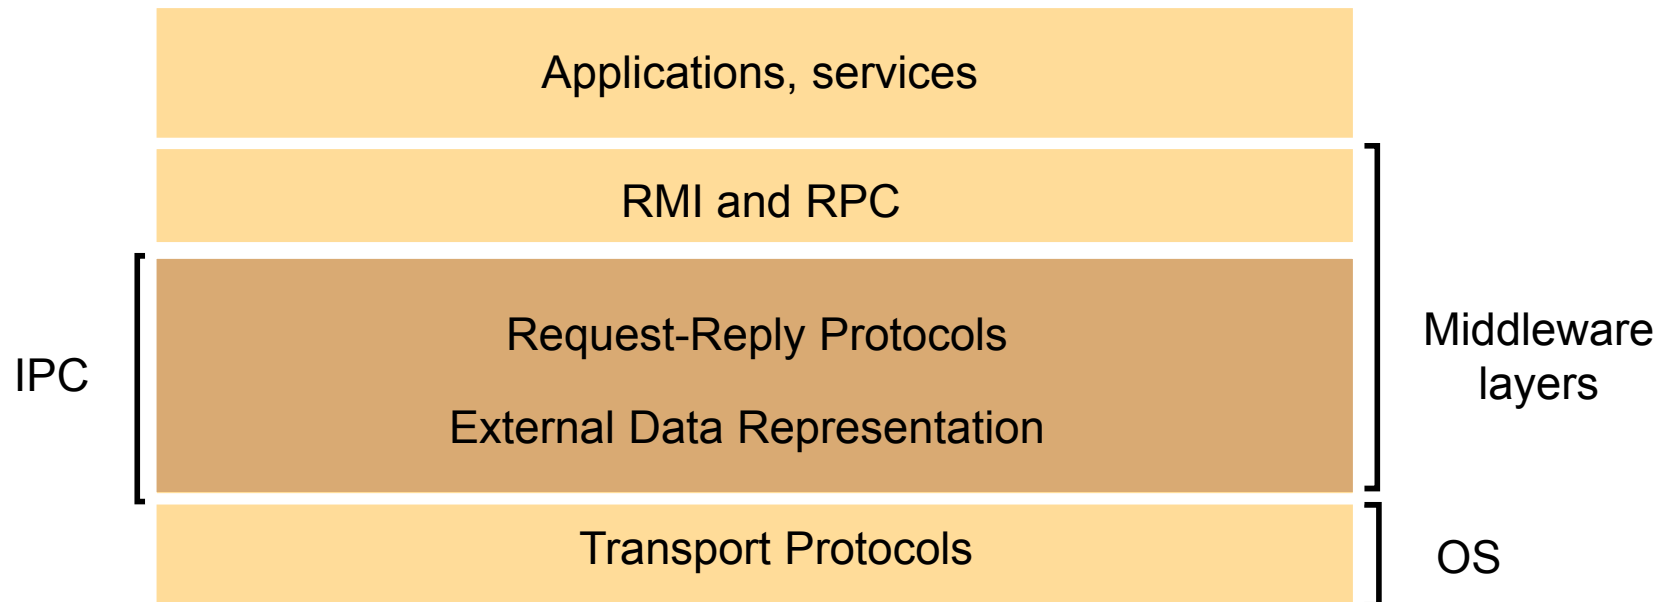 Applications, services
RMI and RPC
IPC
Request-Reply Protocols
External Data Representation
Middleware
layers
Transport Protocols
OS